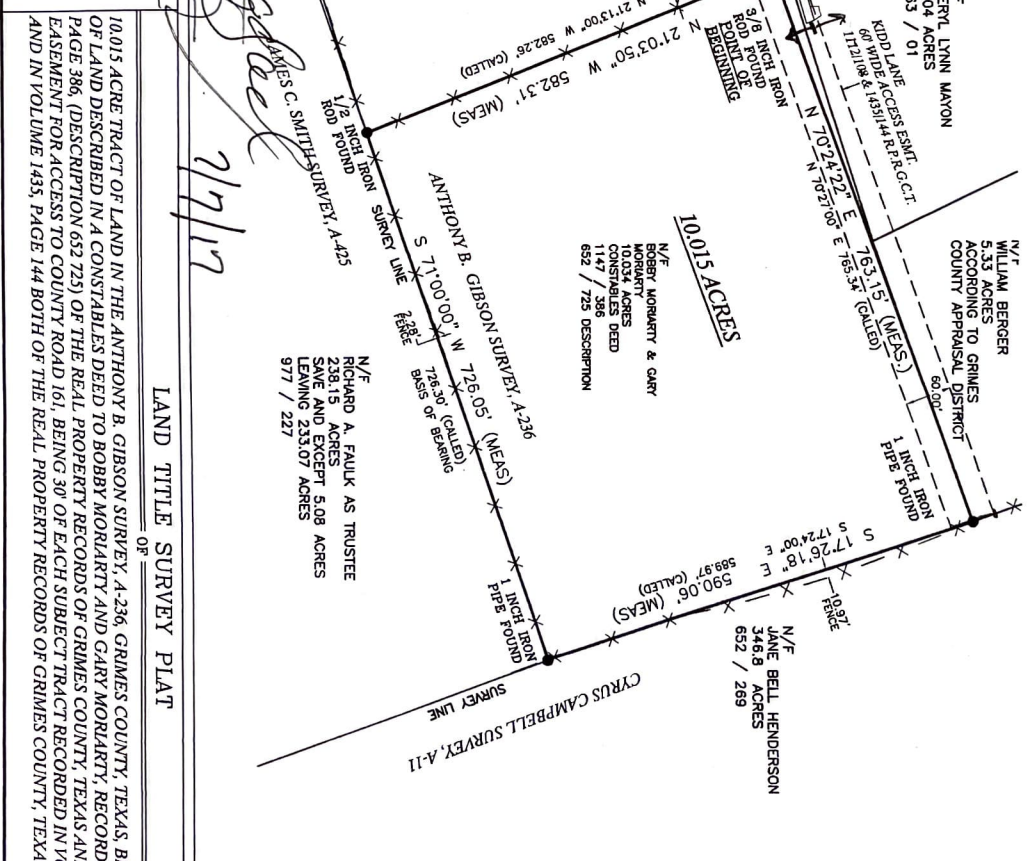 ERYL LYNN MAYON
04 ACRES
33 / 01
KIDD LANE
60' WIDE ACCESS ESMT.
1172/108 & 1435/144 R.P.R.G.C.T.
N/F
WILLIAM BERGER
5.33 ACRES
ACCORDING TO GRIMES
COUNTY APPRAISAL DISTRICT
3/8 INCH IRON
ROD FOUND
POINT OF
BEGINNING
N 70°24'22" E 763.15' (MEAS.)
N 70°27'00" E 765.34' (CALLED)
60.00'
1 INCH IRON
PIPE FOUND
N 21°13'00" W 582.26' (CALLED)
N 21°03'50" W 582.31' (MEAS)
10.015 ACRES
N/F
BOBBY MORIARTY & GARY
MORIARTY
10.034 ACRES
CONSTABLES DEED
1147 / 386
652 / 725 DESCRIPTION
S 17°26'18" E 590.06' (MEAS)
S 17°24'00" E 589.97' (CALLED)
10.97'
FENCE
N/F
JANE BELL HENDERSON
346.8 ACRES
652 / 269
1/2 INCH IRON
ROD FOUND
ANTHONY B. GIBSON SURVEY, A-236
SURVEY LINE
S 71°00'00" W 726.05' (MEAS)
726.30' (CALLED)
BASIS OF BEARING
2.28'
FENCE
JAMES C. SMITH SURVEY, A-425
1 INCH IRON
PIPE FOUND
SURVEY LINE
CYRUS CAMPBELL SURVEY, A-11
N/F
RICHARD A. FAULK AS TRUSTEE
238.15 ACRES
SAVE AND EXCEPT 5.08 ACRES
LEAVING 233.07 ACRES
977 / 227
7/7/17
LAND TITLE SURVEY PLAT
OF
10.015 ACRE TRACT OF LAND IN THE ANTHONY B. GIBSON SURVEY, A-236, GRIMES COUNTY, TEXAS, B
OF LAND DESCRIBED IN A CONSTABLES DEED TO BOBBY MORIARTY AND GARY MORIARTY, RECORD
PAGE 386, (DESCRIPTION 652 725) OF THE REAL PROPERTY RECORDS OF GRIMES COUNTY, TEXAS AN
EASEMENT FOR ACCESS TO COUNTY ROAD 161, BEING 30' OF EACH SUBJECT TRACT RECORDED IN V
AND IN VOLUME 1435, PAGE 144 BOTH OF THE REAL PROPERTY RECORDS OF GRIMES COUNTY, TEXA